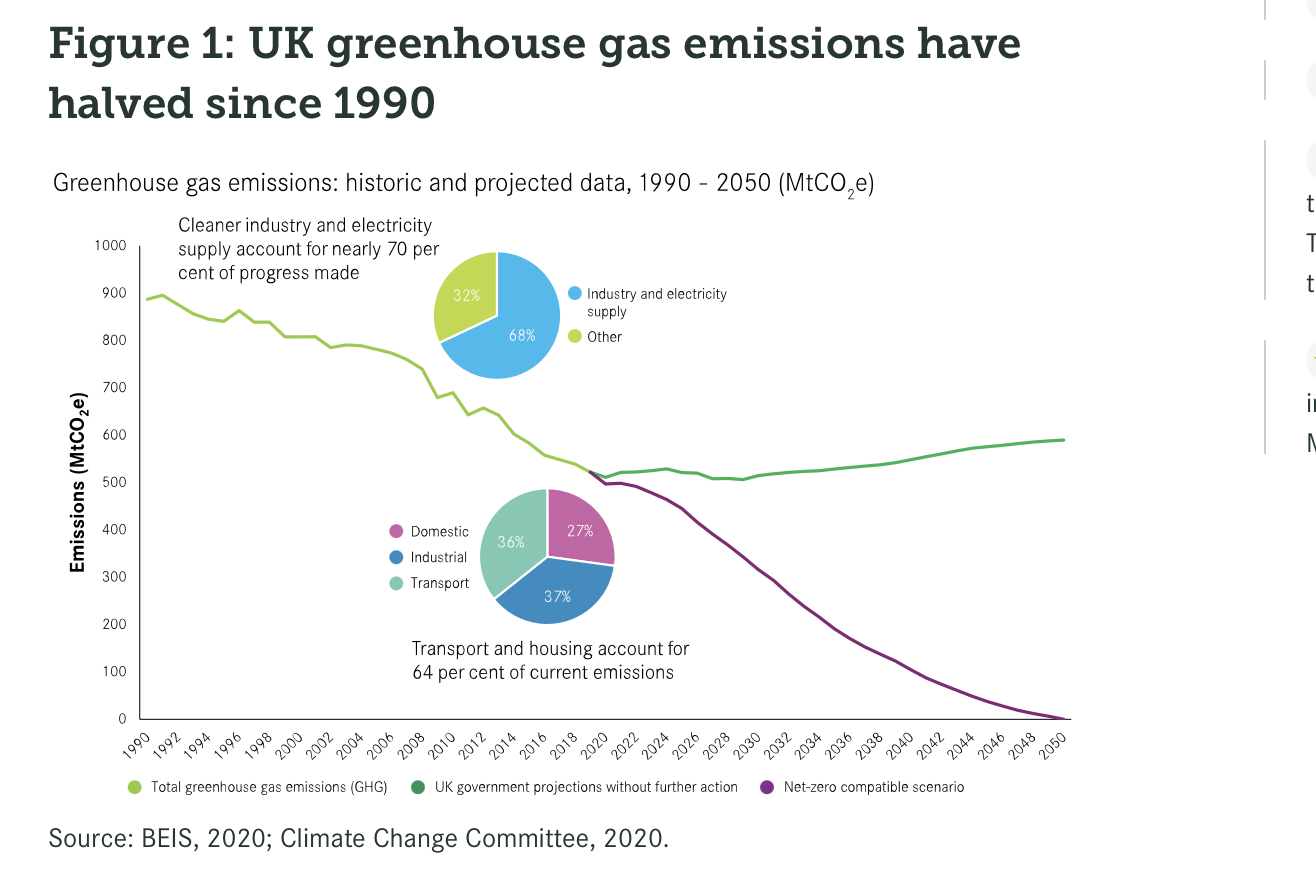 Figure 1: UK greenhouse gas emissions have
halved since 1990
Greenhouse gas emissions: historic and projected data, 1990 - 2050 (MtCO₂e)
Cleaner industry and electricity
supply account for nearly 70 per
cent of progress made
1000
900
800
700
600
500
400
300
200
100
0
Emissions (MtCO₂e)
32%
68%
Industry and electricity
supply
Other
Domestic
Industrial
Transport
36%
27%
37%
Transport and housing account for
64 per cent of current emissions
1990 1992 1994 1996 1998 2000 2002 2004 2006 2008 2010 2012 2014 2016 2018 2020 2022 2024 2026 2028 2030 2032 2034 2036 2038 2040 2042 2044 2046 2048 2050
Total greenhouse gas emissions (GHG) UK government projections without further action Net-zero compatible scenario
Source: BEIS, 2020; Climate Change Committee, 2020.